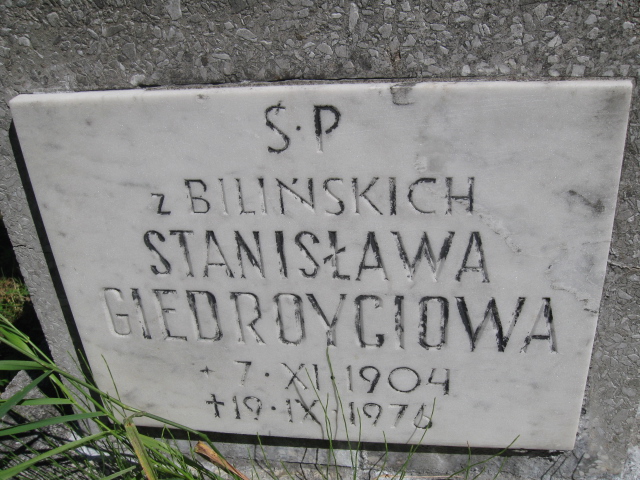 Ś·P
z BILIŃSKICH
STANISŁAWA
GIEDROYCIOWA
* 7·XI 1904
†19·IX 1976